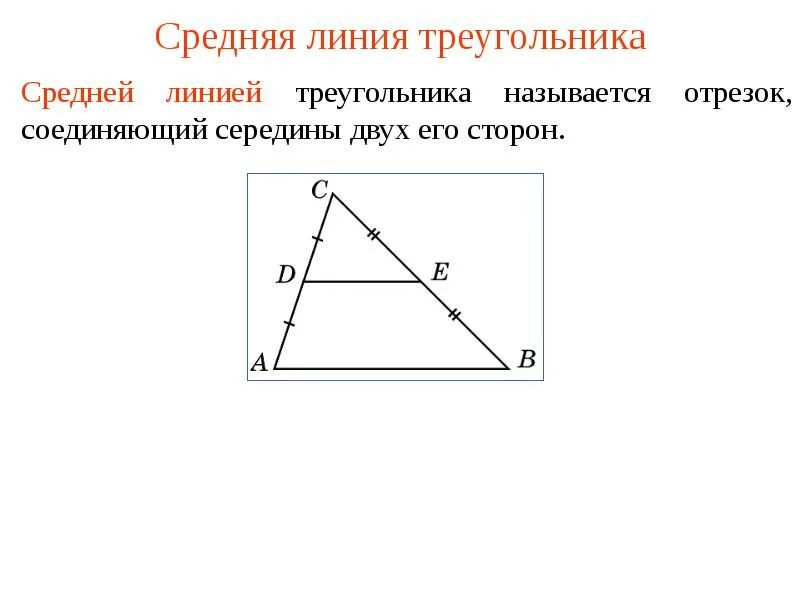 Средняя линия треугольника
Средней линией треугольника называется отрезок,
соединяющий середины двух его сторон.
C
D
E
A
B